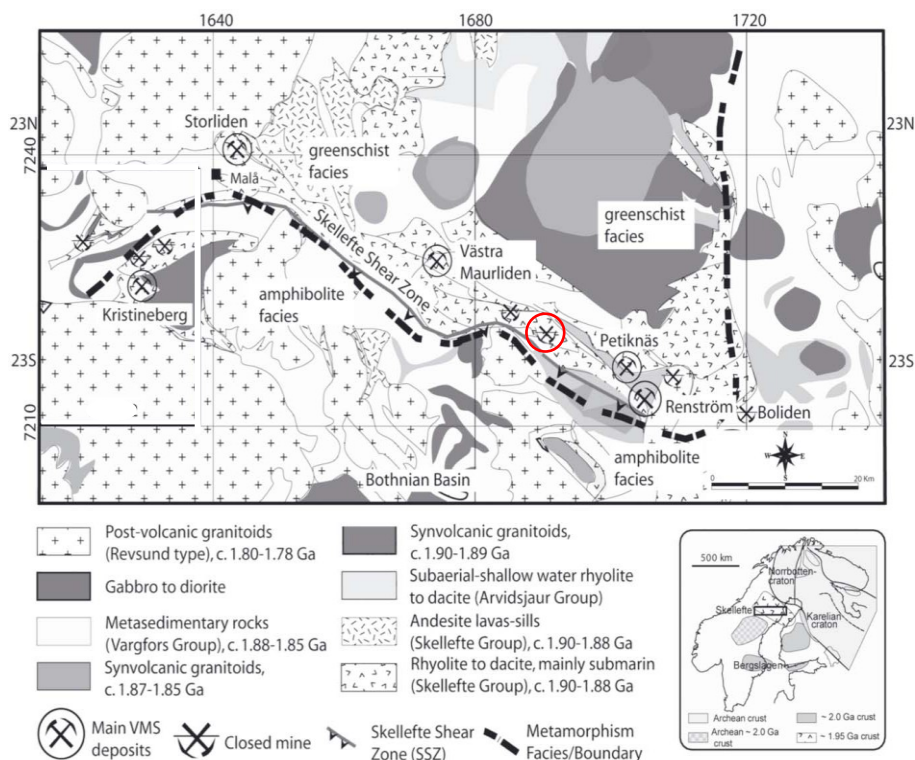 1640
1680
1720
23N
23N
7240
Storliden
Malå
greenschist
facies
greenschist
facies
Skellefte Shear Zone
Västra
Maurliden
amphibolite
facies
Kristineberg
Petiknäs
23S
23S
7210
Renström
Boliden
amphibolite
facies
Bothnian Basin
N
W
E
S
0
20 Km
Post-volcanic granitoids
(Revsund type), c. 1.80-1.78 Ga
Gabbro to diorite
Metasedimentary rocks
(Vargfors Group), c. 1.88-1.85 Ga
Synvolcanic granitoids,
c. 1.87-1.85 Ga
Synvolcanic granitoids,
c. 1.90-1.89 Ga
Subaerial-shallow water rhyolite
to dacite (Arvidsjaur Group)
Andesite lavas-sills
(Skellefte Group), c. 1.90-1.88 Ga
Rhyolite to dacite, mainly submarin
(Skellefte Group), c. 1.90-1.88 Ga
Main VMS
deposits
Closed mine
Skellefte Shear
Zone (SSZ)
Metamorphism
Facies/Boundary
500 km
Norrbotten
craton
Skellefte
Karelian
craton
Bergslagen
Archean crust
~ 2.0 Ga crust
Archean ~ 2.0 Ga
crust
~ 1.95 Ga crust